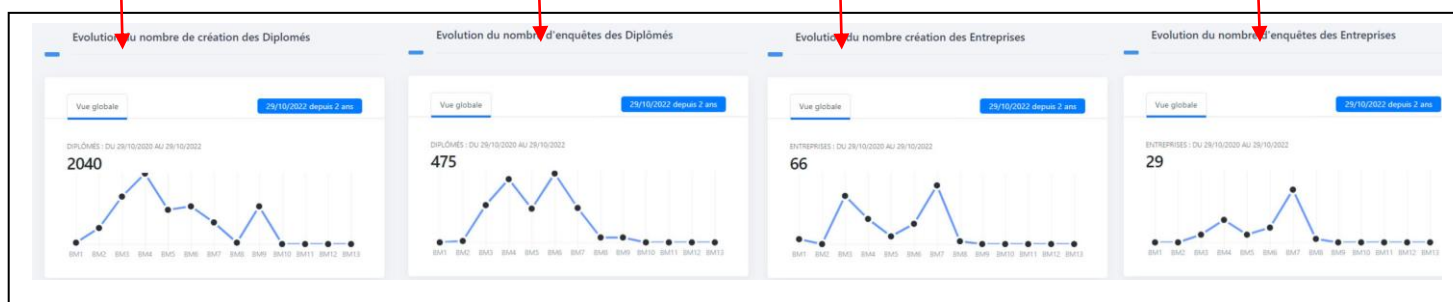 Evolution du nombre de création des Diplomés
Vue globale
29/10/2022 depuis 2 ans
DIPLÔMÉS : DU 29/10/2020 AU 29/10/2022
2040
BM1 BM2 BM3 BM4 BM5 BM6 BM7 BM8 BM9 BM10 BM11 BM12 BM13
Evolution du nombre d'enquêtes des Diplômés
Vue globale
29/10/2022 depuis 2 ans
DIPLÔMÉS : DU 29/10/2020 AU 29/10/2022
475
BM1 BM2 BM3 BM4 BM5 BM6 BM7 BM8 BM9 BM10 BM11 BM12 BM13
Evolution du nombre création des Entreprises
Vue globale
29/10/2022 depuis 2 ans
ENTREPRISES : DU 29/10/2020 AU 29/10/2022
66
BM1 BM2 BM3 BM4 BM5 BM6 BM7 BM8 BM9 BM10 BM11 BM12 BM13
Evolution du nombre d'enquêtes des Entreprises
Vue globale
29/10/2022 depuis 2 ans
ENTREPRISES : DU 29/10/2020 AU 29/10/2022
29
BM1 BM2 BM3 BM4 BM5 BM6 BM7 BM8 BM9 BM10 BM11 BM12 BM13